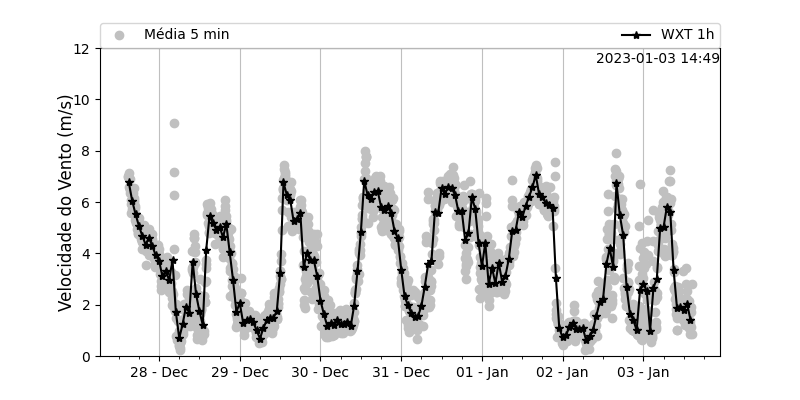 Média 5 min WXT 1h
2023-01-03 14:49
Velocidade do Vento (m/s)
12
10
8
6
4
2
0
28 - Dec 29 - Dec 30 - Dec 31 - Dec 01 - Jan 02 - Jan 03 - Jan